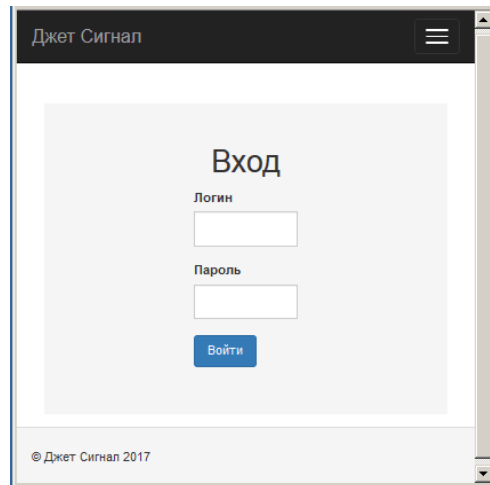 Джет Сигнал
Вход
Логин
Пароль
Войти
© Джет Сигнал 2017